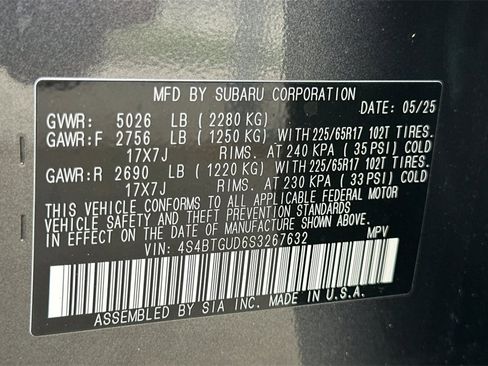 MFD BY SUBARU CORPORATION
DATE: 05/25
GVWR: 5026 LB (2280 KG)
GAWR:F 2756 LB (1250 KG) WITH 225/65R17 102T TIRES.
17X7J RIMS. AT 240 KPA (35 PSI) COLD
GAWR:R 2690 LB (1220 KG) WITH 225/65R17 102T TIRES.
17X7J RIMS. AT 230 KPA (33 PSI) COLD
THIS VEHICLE CONFORMS TO ALL APPLICABLE FEDERAL MOTOR
VEHICLE SAFETY, BUMPER AND THEFT PREVENTION STANDARDS
IN EFFECT ON THE DATE OF MANUFACTURE SHOWN ABOVE.
VIN: 4S4BTGUD6S3267632 MPV
ASSEMBLED BY SIA INC. MADE IN U.S.A.